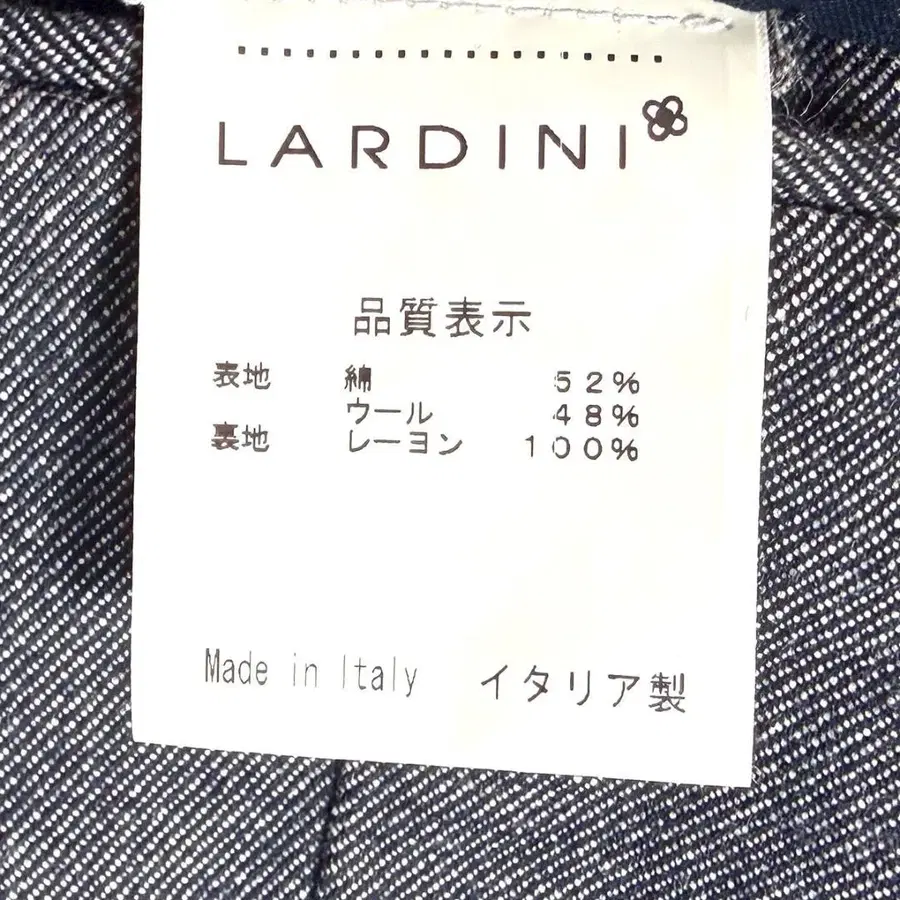 LARDINI
品質表示
表地 綿 52%
ウール 48%
裏地 レーヨン 100%
Made in Italy イタリア製